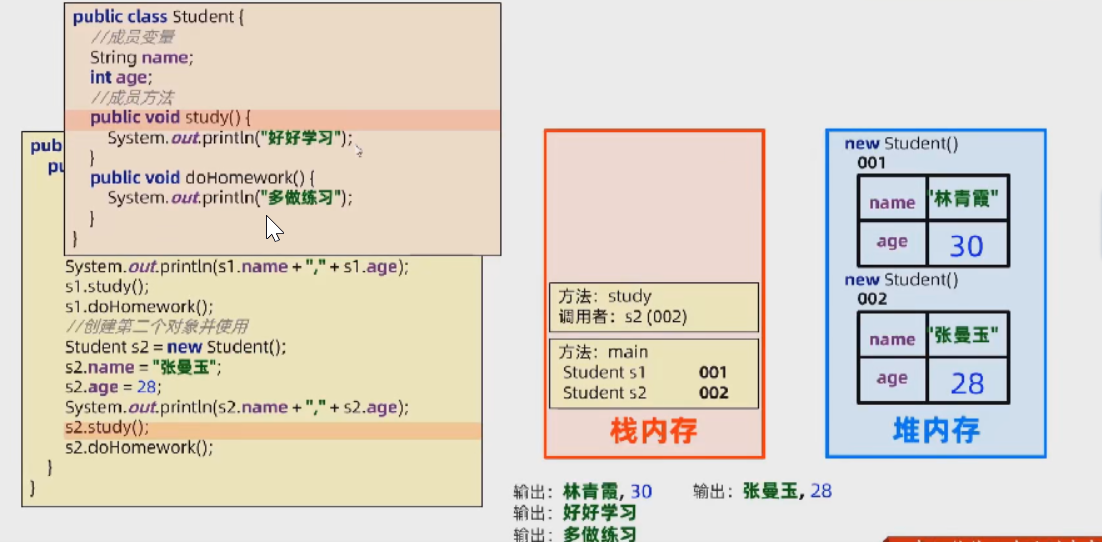 public class Student {
//成员变量
String name;
int age;
//成员方法
public void study() {
System.out.println("好好学习");
}
public void doHomework() {
System.out.println("多做练习");
}
}
pub
pu
System.out.println(s1.name + "," + s1.age);
s1.study();
s1.doHomework();
//创建第二个对象并使用
Student s2 = new Student();
s2.name = "张曼玉";
s2.age = 28;
System.out.println(s2.name + "," + s2.age);
s2.study();
s2.doHomework();
}
}
方法：study
调用者：s2 (002)
方法：main
Student s1 001
Student s2 002
栈内存
new Student()
001
name "林青霞"
age 30
new Student()
002
name "张曼玉"
age 28
堆内存
输出：林青霞, 30 输出：张曼玉, 28
输出：好好学习
输出：多做练习